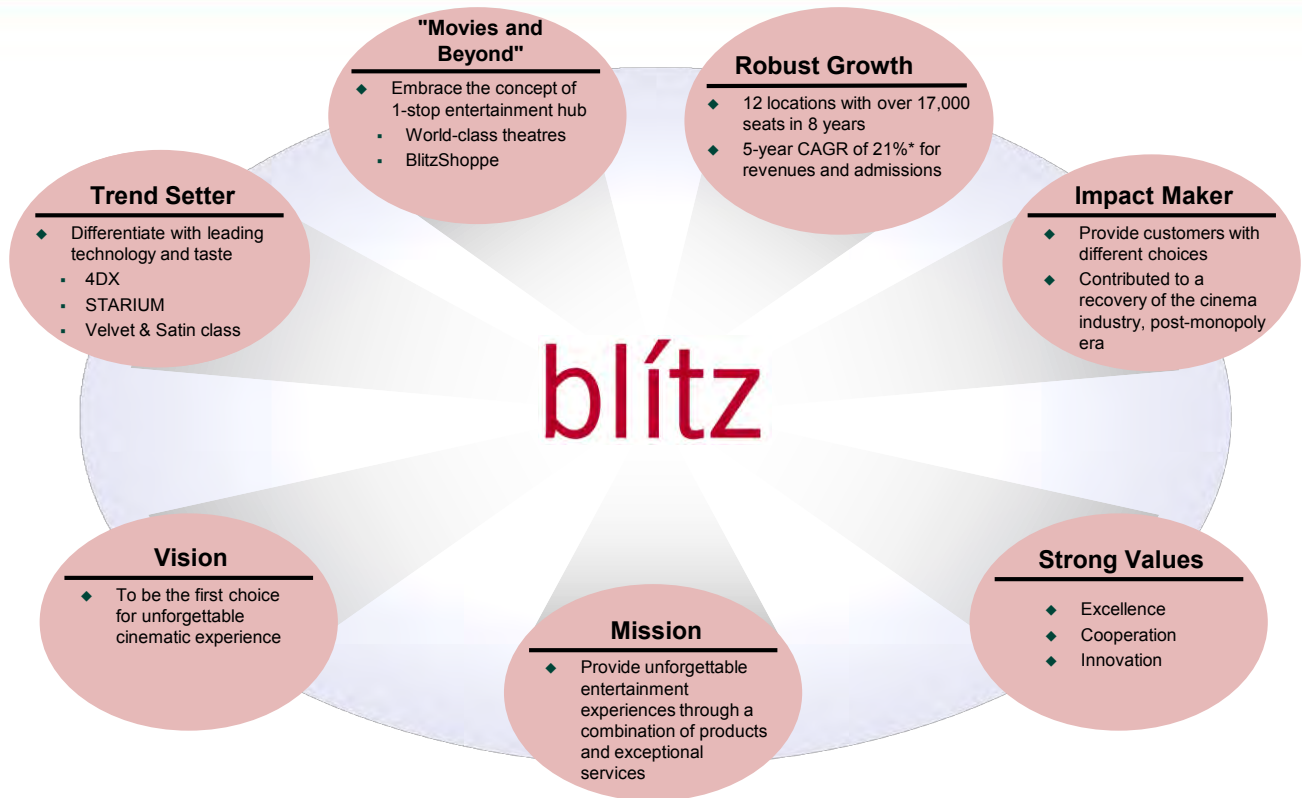 "Movies and
Beyond"
◆ Embrace the concept of
1-stop entertainment hub
▪ World-class theatres
▪ BlitzShoppe
Robust Growth
◆ 12 locations with over 17,000
seats in 8 years
◆ 5-year CAGR of 21%* for
revenues and admissions
Trend Setter
◆ Differentiate with leading
technology and taste
▪ 4DX
▪ STARIUM
▪ Velvet & Satin class
Impact Maker
◆ Provide customers with
different choices
◆ Contributed to a
recovery of the cinema
industry, post-monopoly
era
blítz
Vision
◆ To be the first choice
for unforgettable
cinematic experience
Mission
◆ Provide unforgettable
entertainment
experiences through a
combination of products
and exceptional
services
Strong Values
◆ Excellence
◆ Cooperation
◆ Innovation